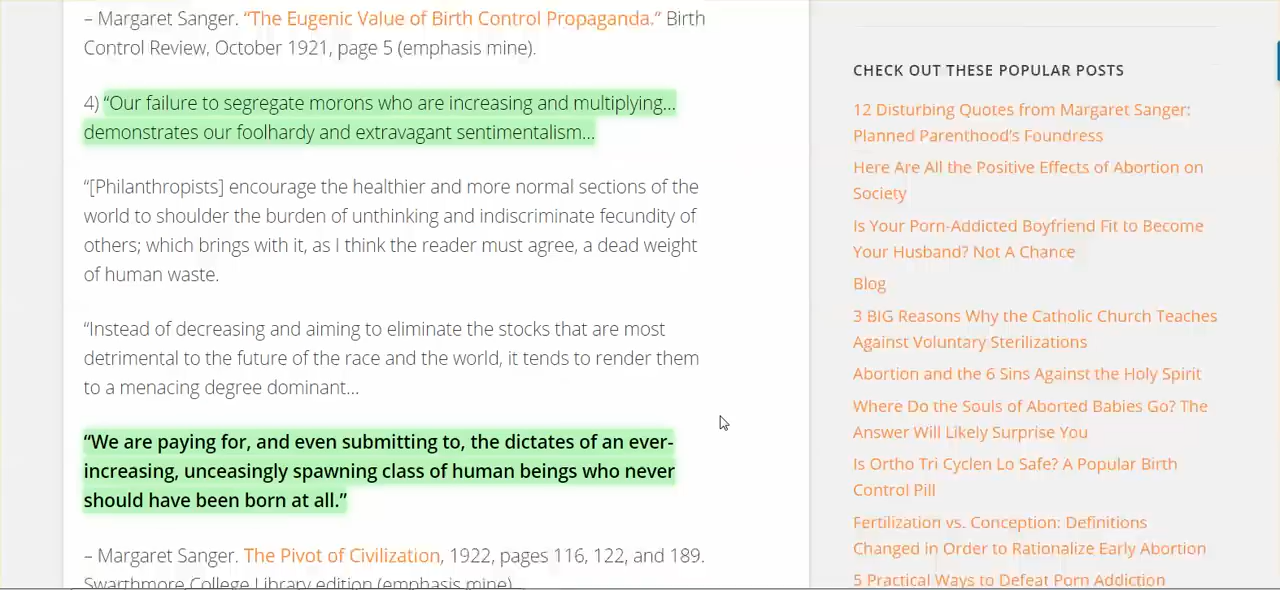 – Margaret Sanger. “The Eugenic Value of Birth Control Propaganda.” Birth
Control Review, October 1921, page 5 (emphasis mine).
4) “Our failure to segregate morons who are increasing and multiplying…
demonstrates our foolhardy and extravagant sentimentalism…
“[Philanthropists] encourage the healthier and more normal sections of the
world to shoulder the burden of unthinking and indiscriminate fecundity of
others; which brings with it, as I think the reader must agree, a dead weight
of human waste.
“Instead of decreasing and aiming to eliminate the stocks that are most
detrimental to the future of the race and the world, it tends to render them
to a menacing degree dominant…
“We are paying for, and even submitting to, the dictates of an ever-
increasing, unceasingly spawning class of human beings who never
should have been born at all.”
– Margaret Sanger. The Pivot of Civilization, 1922, pages 116, 122, and 189.
Swarthmore College Library edition (emphasis mine).
CHECK OUT THESE POPULAR POSTS
12 Disturbing Quotes from Margaret Sanger:
Planned Parenthood’s Foundress
Here Are All the Positive Effects of Abortion on
Society
Is Your Porn-Addicted Boyfriend Fit to Become
Your Husband? Not A Chance
Blog
3 BIG Reasons Why the Catholic Church Teaches
Against Voluntary Sterilizations
Abortion and the 6 Sins Against the Holy Spirit
Where Do the Souls of Aborted Babies Go? The
Answer Will Likely Surprise You
Is Ortho Tri Cyclen Lo Safe? A Popular Birth
Control Pill
Fertilization vs. Conception: Definitions
Changed in Order to Rationalize Early Abortion
5 Practical Ways to Defeat Porn Addiction